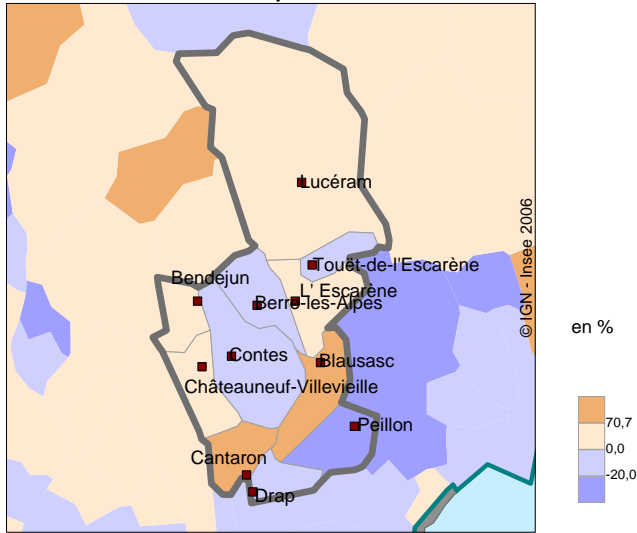 Lucéram
Touët-de-l'Escarène
Bendejun
L' Escarène
Berre-les-Alpes
Contes
Blausasc
Châteauneuf-Villevieille
Peillon
Cantaron
Drap
© IGN - Insee 2006
en %
70,7
0,0
-20,0